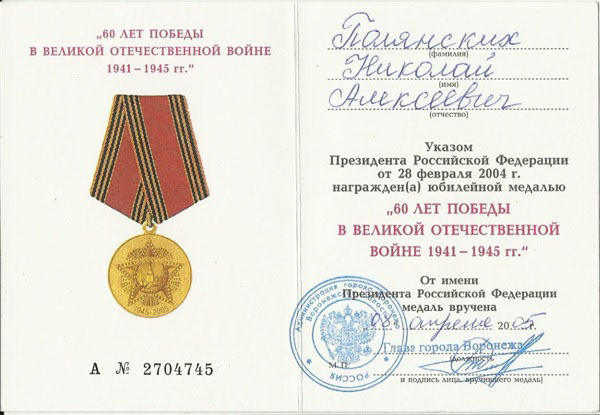 „60 ЛЕТ ПОБЕДЫ
В ВЕЛИКОЙ ОТЕЧЕСТВЕННОЙ ВОЙНЕ
1941 – 1945 гг.“
1945 2005
А № 2704745
Полянских
(фамилия)
Николай
(имя)
Алексеевич
(отчество)
Указом
Президента Российской Федерации
от 28 февраля 2004 г.
награжден(а) юбилейной медалью
„60 ЛЕТ ПОБЕДЫ
В ВЕЛИКОЙ ОТЕЧЕСТВЕННОЙ
ВОЙНЕ 1941 – 1945 гг.“
От имени
Президента Российской Федерации
медаль вручена
08 апреля 2005 г.
Глава города Воронежа
(должность
М. П.
и подпись лица, вручившего медаль)
Администрация города Воронежа
Воронежской области
РОССИЯ